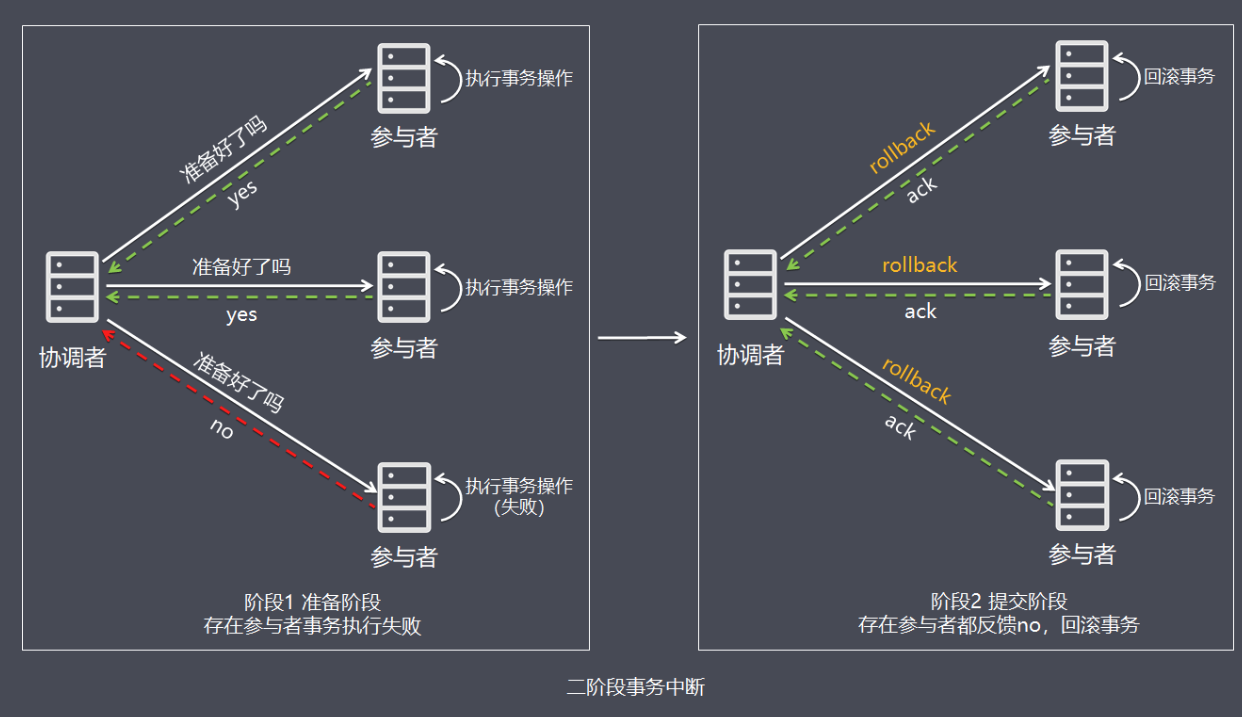 执行事务操作
参与者
准备好了吗
yes
准备好了吗
yes
执行事务操作
参与者
协调者
准备好了吗
no
执行事务操作
(失败)
参与者
阶段1 准备阶段
存在参与者事务执行失败
回滚事务
参与者
rollback
ack
rollback
ack
回滚事务
参与者
协调者
rollback
ack
回滚事务
参与者
阶段2 提交阶段
存在参与者都反馈no，回滚事务
二阶段事务中断